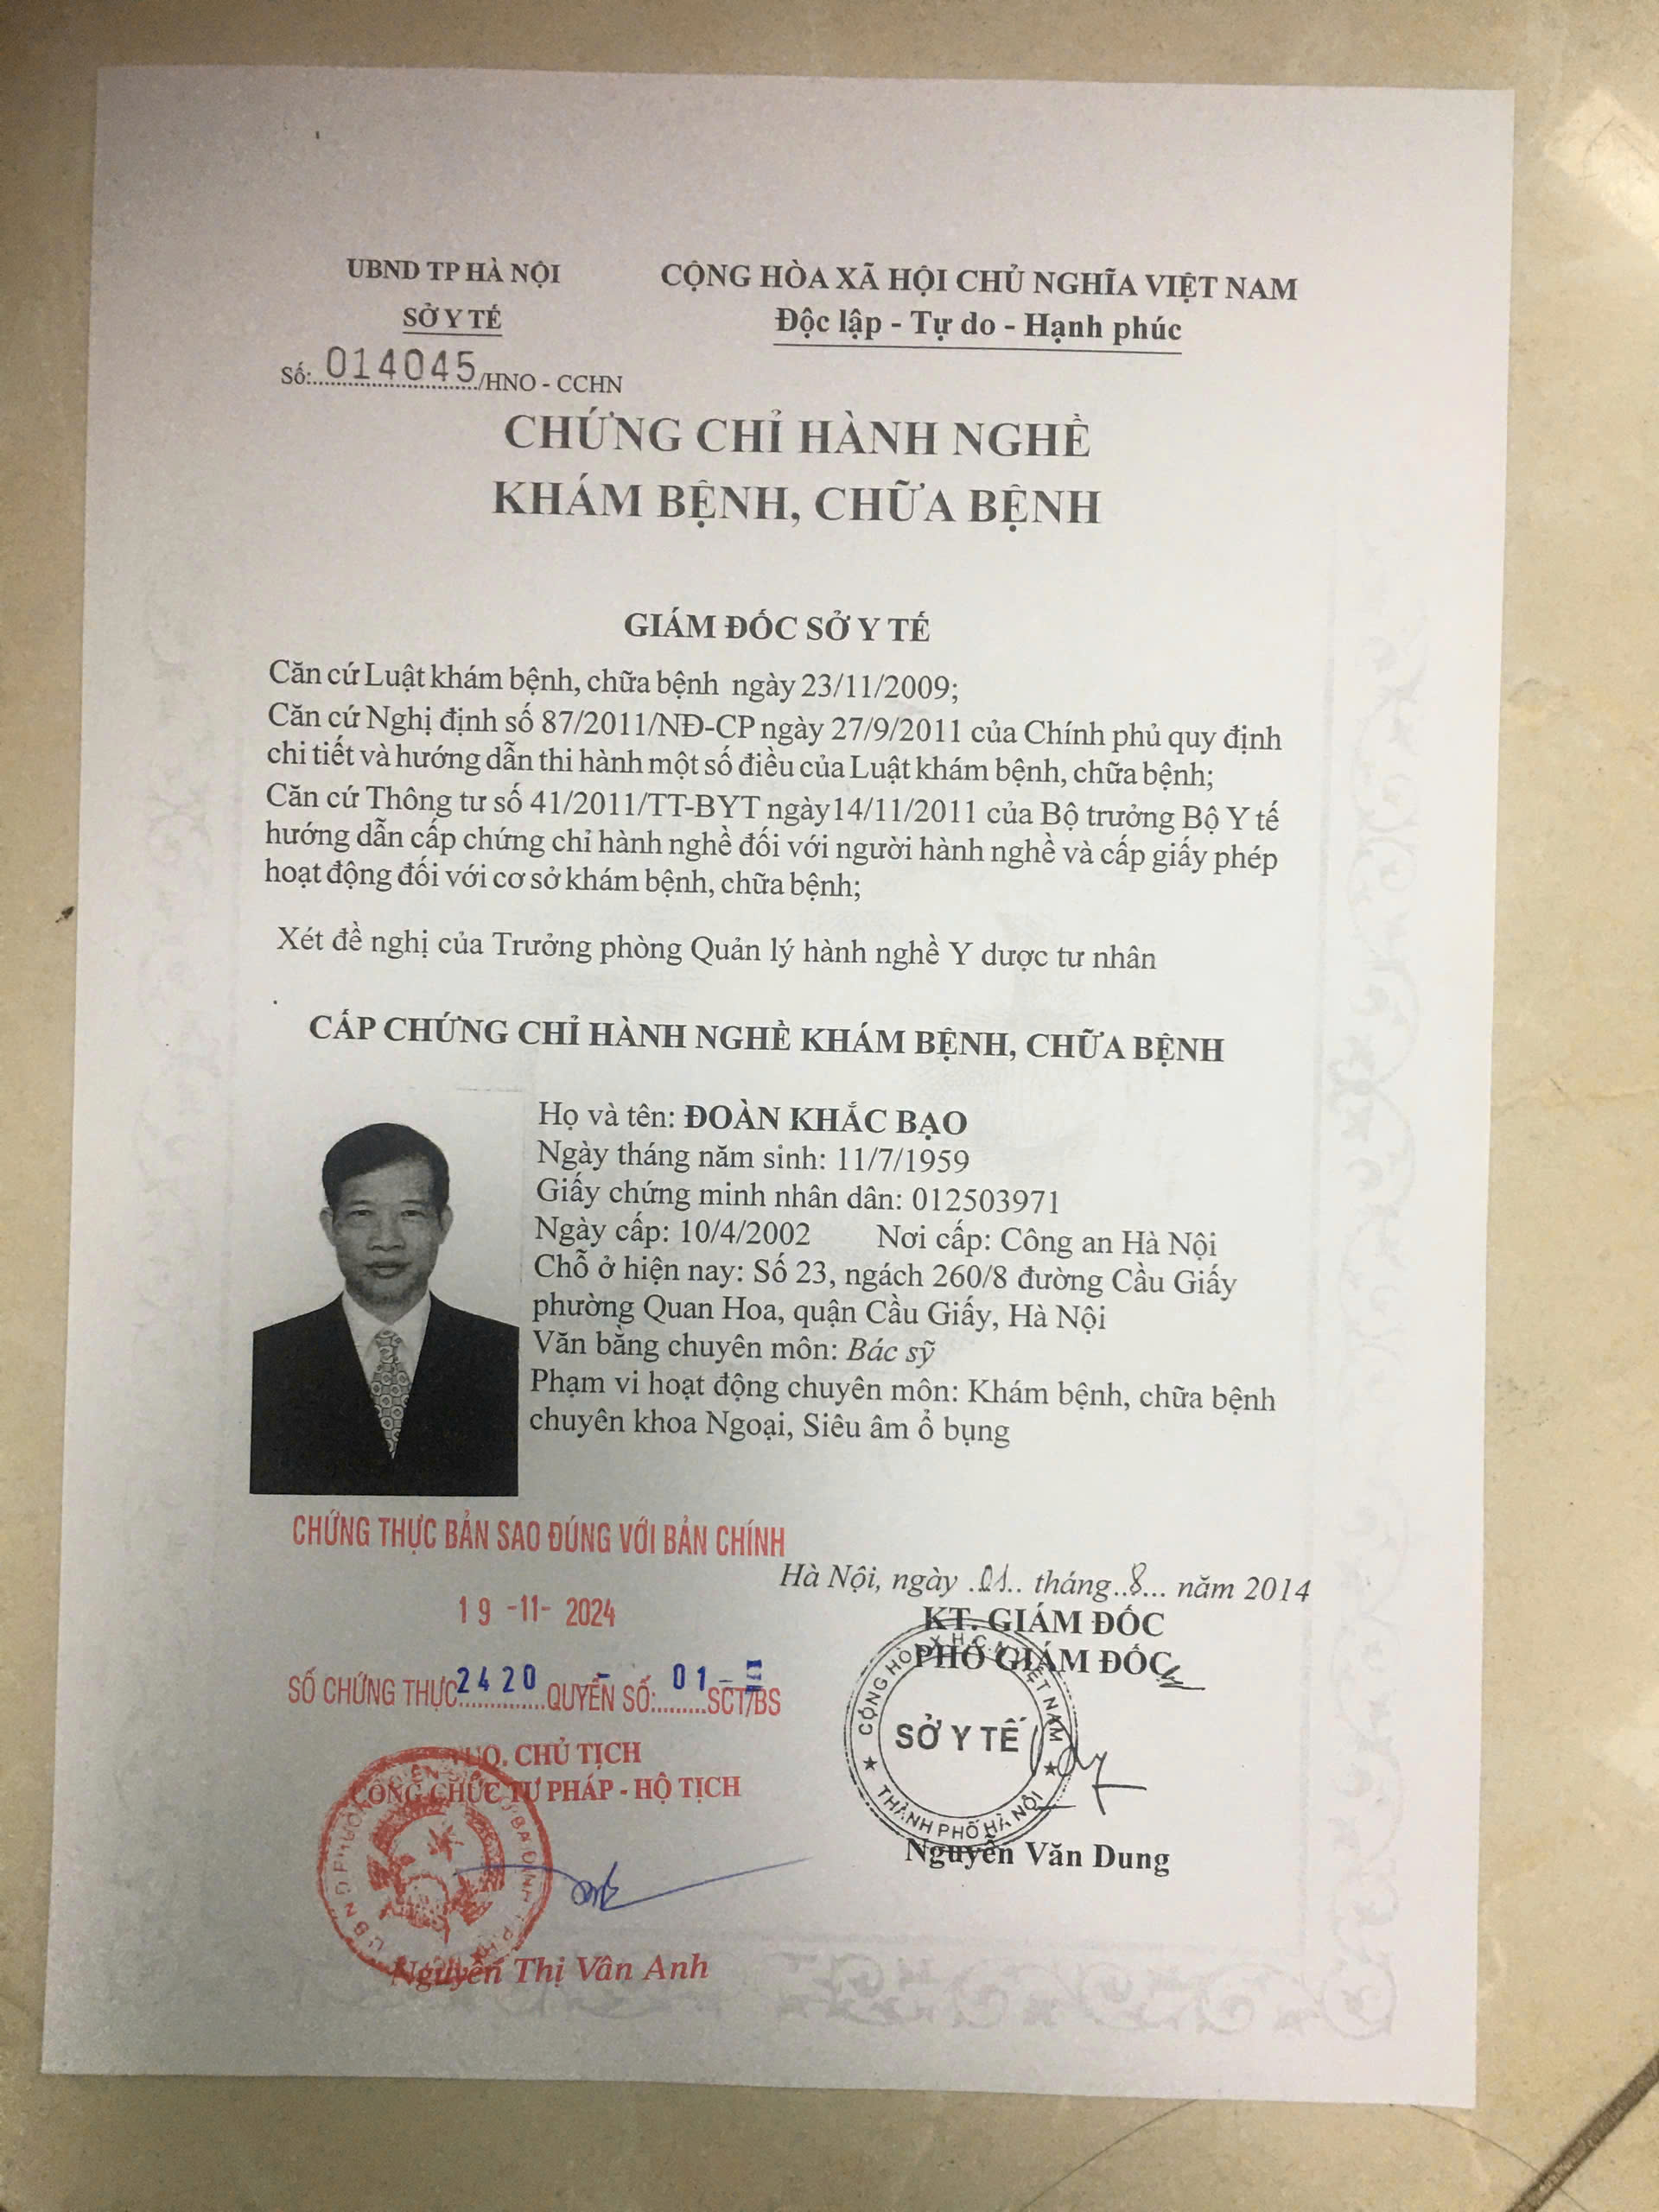 UBND TP HÀ NỘI
SỞ Y TẾ
Số: 014045/HNO - CCHN
CỘNG HÒA XÃ HỘI CHỦ NGHĨA VIỆT NAM
Độc lập - Tự do - Hạnh phúc
CHỨNG CHỈ HÀNH NGHỀ
KHÁM BỆNH, CHỮA BỆNH
GIÁM ĐỐC SỞ Y TẾ
Căn cứ Luật khám bệnh, chữa bệnh ngày 23/11/2009;
Căn cứ Nghị định số 87/2011/NĐ-CP ngày 27/9/2011 của Chính phủ quy định
chi tiết và hướng dẫn thi hành một số điều của Luật khám bệnh, chữa bệnh;
Căn cứ Thông tư số 41/2011/TT-BYT ngày14/11/2011 của Bộ trưởng Bộ Y tế
hướng dẫn cấp chứng chỉ hành nghề đối với người hành nghề và cấp giấy phép
hoạt động đối với cơ sở khám bệnh, chữa bệnh;
Xét đề nghị của Trưởng phòng Quản lý hành nghề Y dược tư nhân
CẤP CHỨNG CHỈ HÀNH NGHỀ KHÁM BỆNH, CHỮA BỆNH
Họ và tên: ĐOÀN KHẮC BẠO
Ngày tháng năm sinh: 11/7/1959
Giấy chứng minh nhân dân: 012503971
Ngày cấp: 10/4/2002 Nơi cấp: Công an Hà Nội
Chỗ ở hiện nay: Số 23, ngách 260/8 đường Cầu Giấy
phường Quan Hoa, quận Cầu Giấy, Hà Nội
Văn bằng chuyên môn: Bác sỹ
Phạm vi hoạt động chuyên môn: Khám bệnh, chữa bệnh
chuyên khoa Ngoại, Siêu âm ổ bụng
CHỨNG THỰC BẢN SAO ĐÚNG VỚI BẢN CHÍNH
19 -11- 2024
SỐ CHỨNG THỰC 2420 QUYỂN SỐ: 01 SCT/BS
CHỦ TỊCH
CÔNG CHỨC TƯ PHÁP - HỘ TỊCH
Nguyễn Thị Vân Anh
Hà Nội, ngày 01 tháng 8 năm 2014
KT. GIÁM ĐỐC
PHÓ GIÁM ĐỐC
CỘNG HÒA X.H.C.N VIỆT NAM
SỞ Y TẾ
THÀNH PHỐ HÀ NỘI
Nguyễn Văn Dung